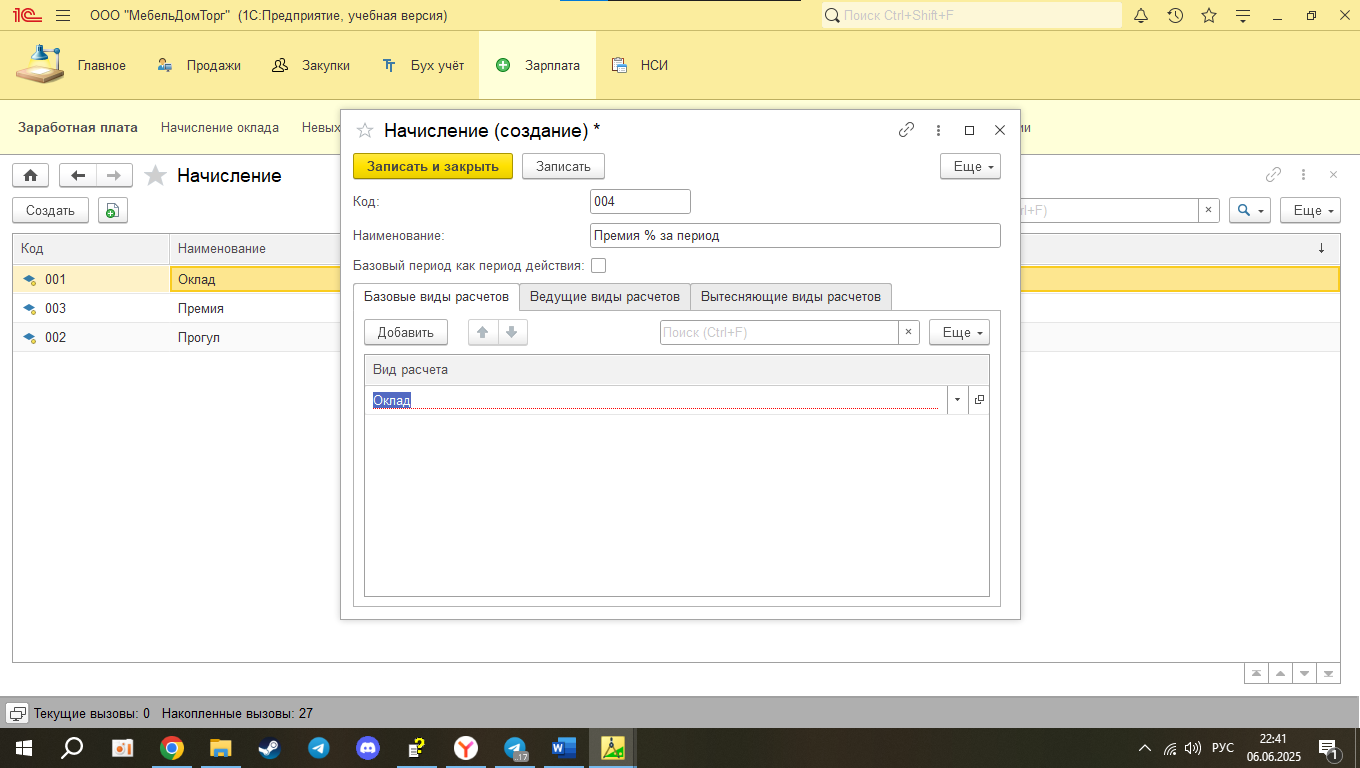 ООО "МебельДомТорг" (1С:Предприятие, учебная версия)
Поиск Ctrl+Shift+F
Главное
Продажи
Закупки
Бух учёт
Зарплата
НСИ
Заработная плата
Начисление оклада
Невых
ии
Начисление
Создать
rl+F)
×
Еще
Код
Наименование
001
Оклад
003
Премия
002
Прогул
Начисление (создание) *
Записать и закрыть
Записать
Еще
Код:
004
Наименование:
Премия % за период
Базовый период как период действия:
Базовые виды расчетов
Ведущие виды расчетов
Вытесняющие виды расчетов
Добавить
Поиск (Ctrl+F)
×
Еще
Вид расчета
Оклад
Текущие вызовы: 0 Накопленные вызовы: 27
17
РУС
22:41
06.06.2025
1